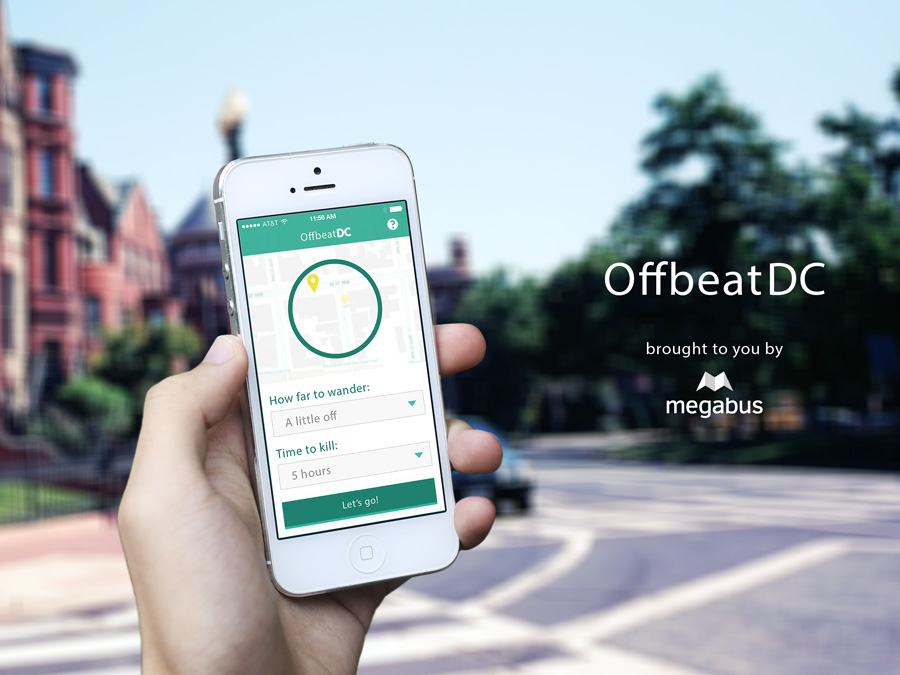 AT&T 11:56 AM
OffbeatDC
?
How far to wander:
A little off
Time to kill:
5 hours
Let's go!
OffbeatDC
brought to you by
megabus